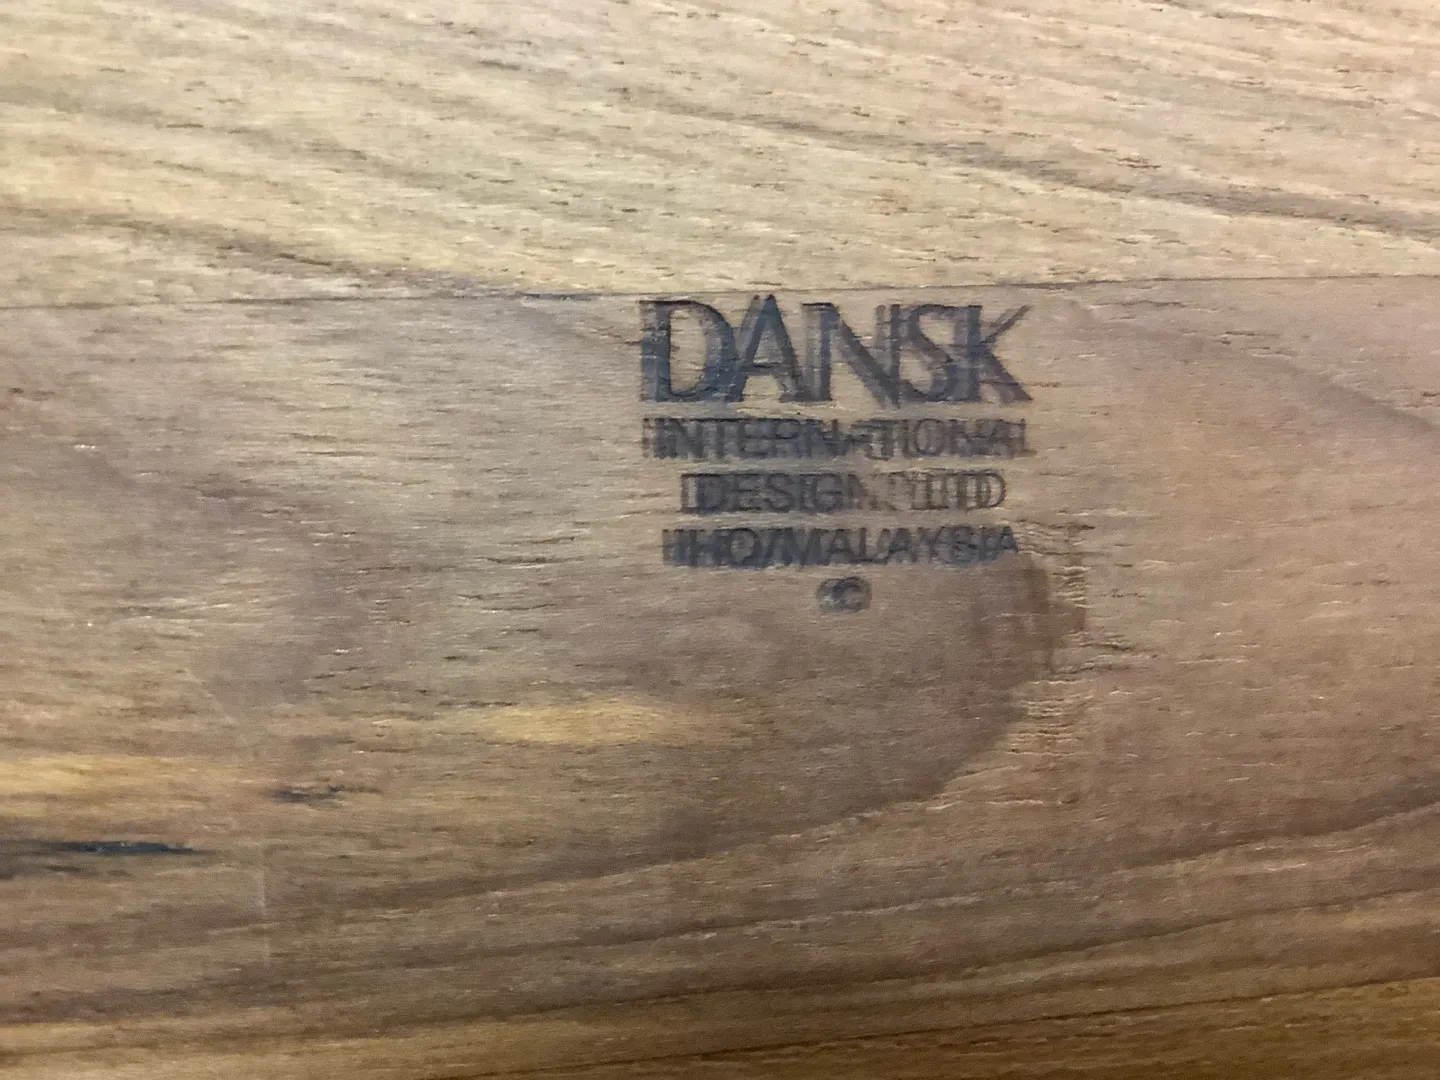 DANSK
INTERNATIONAL
DESIGNS LTD
IHQ/MALAYSIA
©